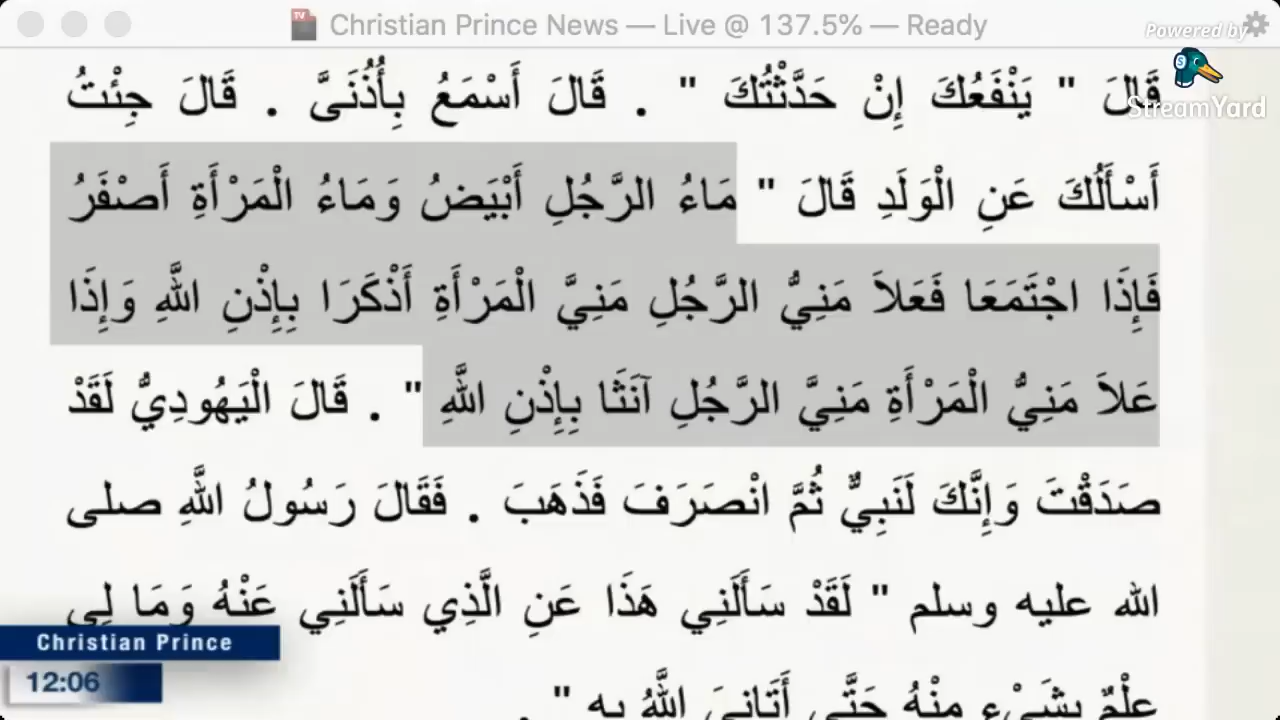 Christian Prince News — Live @ 137.5% — Ready
Powered by
StreamYard
قَالَ " يَنْفَعُكَ إِنْ حَدَّثْتُكَ " . قَالَ أَسْمَعُ بِأُذُنَىَّ . قَالَ جِئْتُ
أَسْأَلُكَ عَنِ الْوَلَدِ قَالَ " مَاءُ الرَّجُلِ أَبْيَضُ وَمَاءُ الْمَرْأَةِ أَصْفَرُ
فَإِذَا اجْتَمَعَا فَعَلاَ مَنِيُّ الرَّجُلِ مَنِيَّ الْمَرْأَةِ أَذْكَرَا بِإِذْنِ اللَّهِ وَإِذَا
عَلاَ مَنِيُّ الْمَرْأَةِ مَنِيَّ الرَّجُلِ آنَثَا بِإِذْنِ اللَّهِ " . قَالَ الْيَهُودِيُّ لَقَدْ
صَدَقْتَ وَإِنَّكَ لَنَبِيٌّ ثُمَّ انْصَرَفَ فَذَهَبَ . فَقَالَ رَسُولُ اللَّهِ صلى
الله عليه وسلم " لَقَدْ سَأَلَنِي هَذَا عَنِ الَّذِي سَأَلَنِي عَنْهُ وَمَا لِي
عِلْمٌ بِشَىْءٍ مِنْهُ حَتَّى أَتَانِيَ اللَّهُ بِهِ " .
Christian Prince
12:06